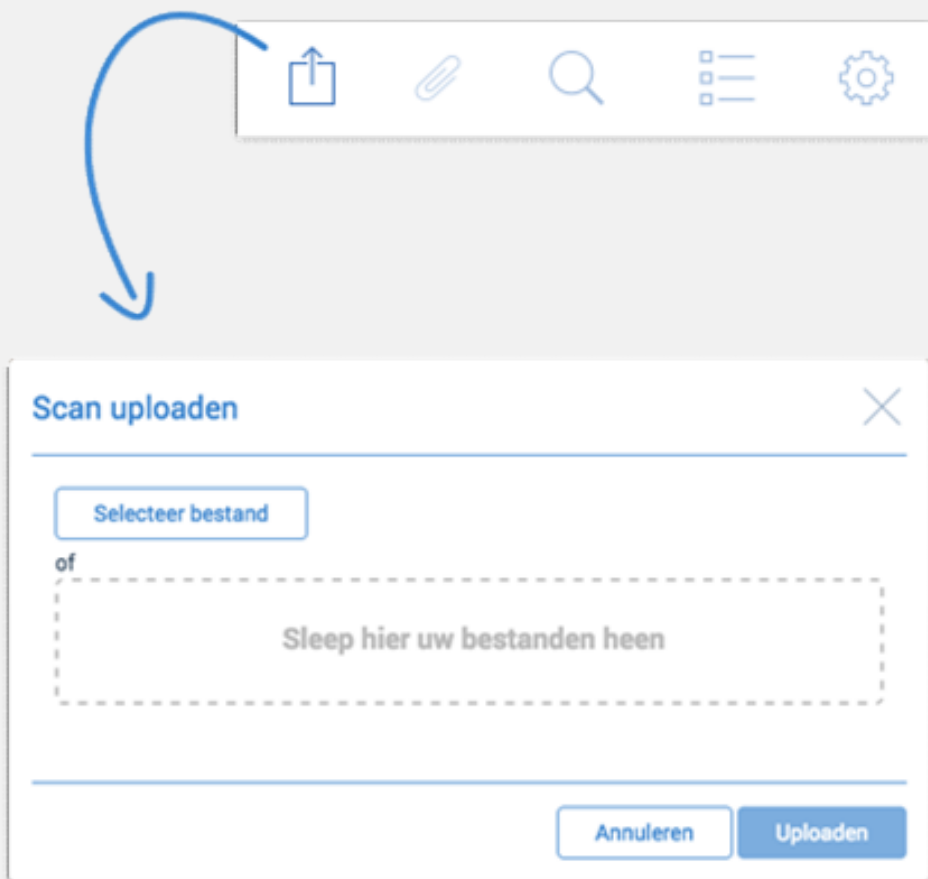 Scan uploaden
Selecteer bestand
of
Sleep hier uw bestanden heen
Annuleren
Uploaden